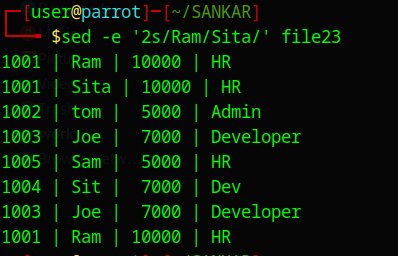 ┌─[user@parrot]─[~/SANKAR]
└──╼ $sed -e '2s/Ram/Sita/' file23
1001 | Ram | 10000 | HR
1001 | Sita | 10000 | HR
1002 | tom |  5000 | Admin
1003 | Joe |  7000 | Developer
1005 | Sam |  5000 | HR
1004 | Sit |  7000 | Dev
1003 | Joe |  7000 | Developer
1001 | Ram | 10000 | HR